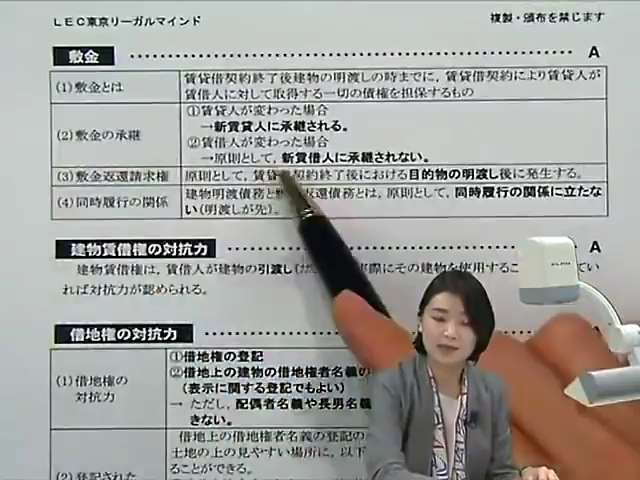 LEC東京リーガルマインド
複製・頒布を禁じます
敷金 A
(1)敷金とは
賃貸借契約終了後建物の明渡しの時までに，賃貸借契約により賃貸人が
賃借人に対して取得する一切の債権を担保するもの
(2)敷金の承継
①賃貸人が変わった場合
→新賃貸人に承継される。
②賃借人が変わった場合
→原則として，新賃借人に承継されない。
(3)敷金返還請求権
原則として，賃貸 契約終了後における目的物の明渡し後に発生する。
(4)同時履行の関係
建物明渡債務と 返還債務とは，原則として，同時履行の関係に立たな
い(明渡しが先)。
建物賃借権の対抗力 A
建物賃借権は，賃借人が建物の引渡し 際にその建物を使用するこ てい
れば対抗力が認められる。
借地権の対抗力
(1)借地権の
対抗力
①借地権の登記
②借地上の建物の借地権者名義の
(表示に関する登記でもよい)
→ ただし，配偶者名義や長男名義
きない。
(2)登記された
借地上の借地権者名義の登記の
土地の上の見やすい場所に，以下
ることができる。